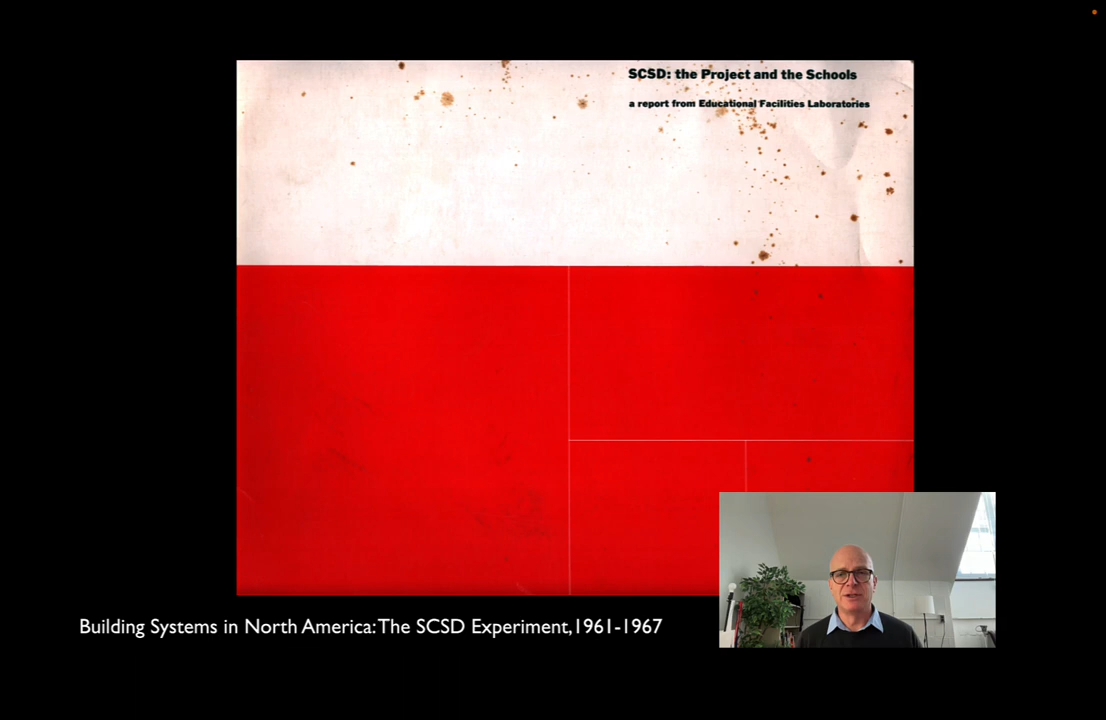 SCSD: the Project and the Schools
a report from Educational Facilities Laboratories
Building Systems in North America: The SCSD Experiment, 1961-1967